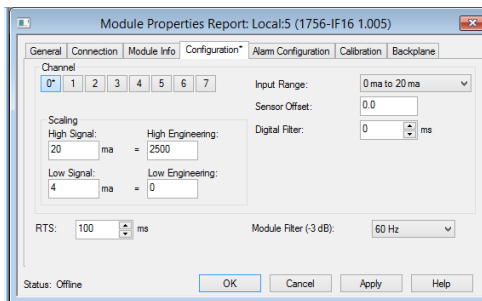 Module Properties Report: Local:5 (1756-IF16 1.005)
General Connection Module Info Configuration* Alarm Configuration Calibration Backplane
Channel
0* 1 2 3 4 5 6 7
Input Range: 0 ma to 20 ma
Sensor Offset: 0.0
Digital Filter: 0 ms
Scaling
High Signal: High Engineering:
20 ma = 2500
Low Signal: Low Engineering:
4 ma = 0
RTS: 100 ms
Module Filter (-3 dB): 60 Hz
Status: Offline
OK Cancel Apply Help